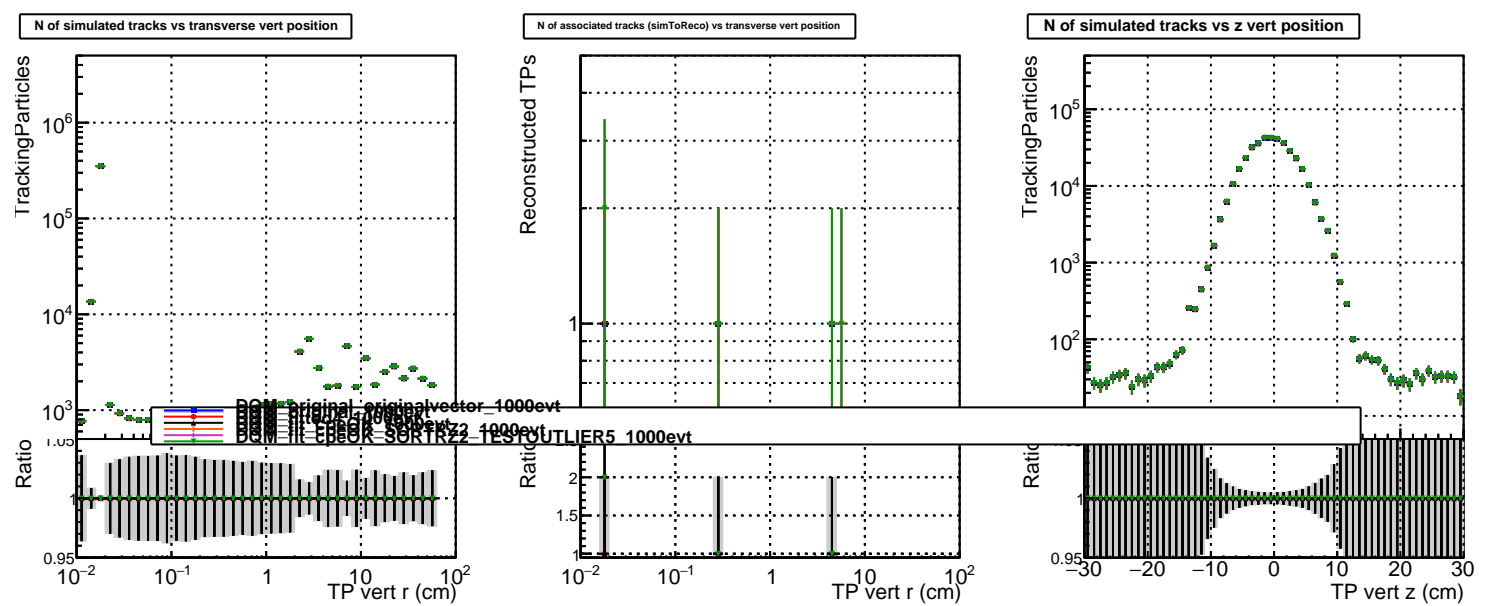 N of simulated tracks vs transverse vert position
TrackingParticles
10^6
10^5
10^4
10^3
1.05
Ratio
1
0.95
10^−2 10^−1 1 10 10^2
TP vert r (cm)
N of associated tracks (simToReco) vs transverse vert position
Reconstructed TPs
1
Ratio
2
1.5
1
10^−2 10^−1 1 10 10^2
TP vert r (cm)
N of simulated tracks vs z vert position
TrackingParticles
10^5
10^4
10^3
10^2
Ratio
1
0.95
−30 −20 −10 0 10 20 30
TP vert z (cm)
DQM_original_originalvector_1000evt
DQM_fit_cpeOK_SORTRZ2_1000evt
DQM_fit_cpeOK_SORTRZ2_TESTOUTLIER5_1000evt